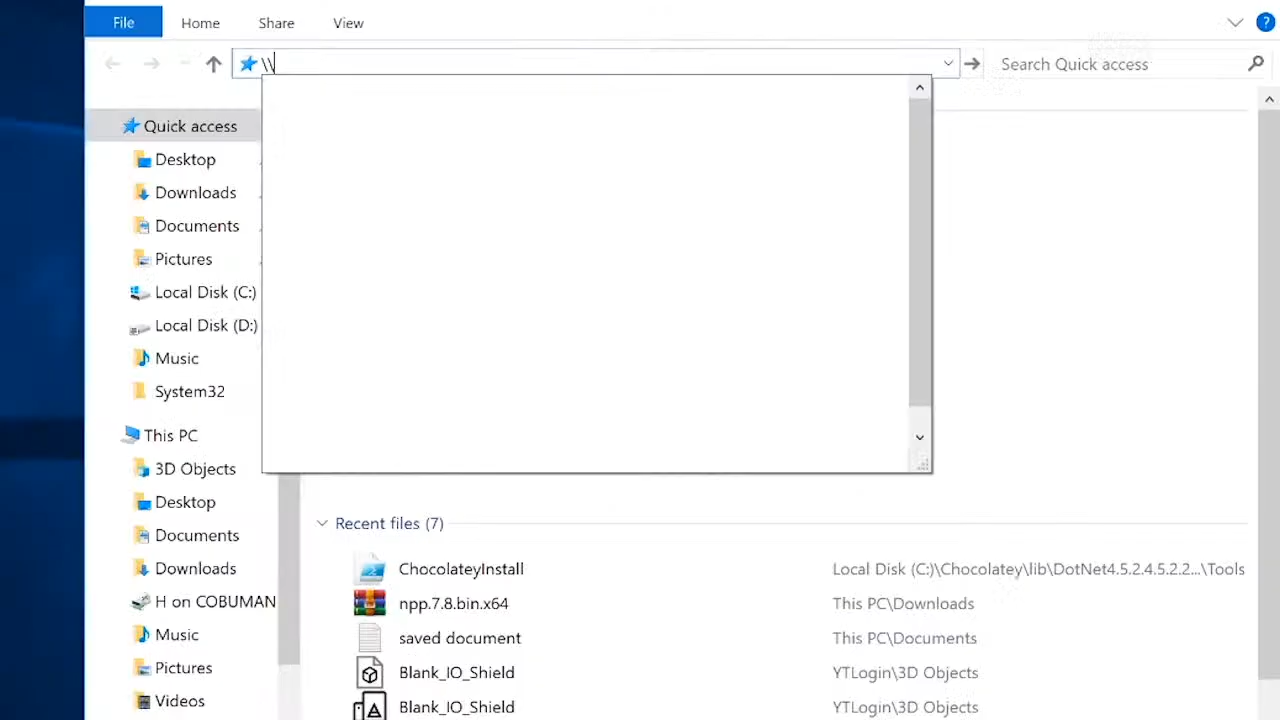 File Home Share View ?
\\ Search Quick access
Quick access
Desktop
Downloads
Documents
Pictures
Local Disk (C:)
Local Disk (D:)
Music
System32
This PC
3D Objects
Desktop
Documents
Downloads
H on COBUMAN
Music
Pictures
Videos
Recent files (7)
ChocolateyInstall Local Disk (C:)\Chocolatey\lib\DotNet4.5.2.4.5.2.2...\Tools
npp.7.8.bin.x64 This PC\Downloads
saved document This PC\Documents
Blank_IO_Shield YTLogin\3D Objects
Blank_IO_Shield YTLogin\3D Objects